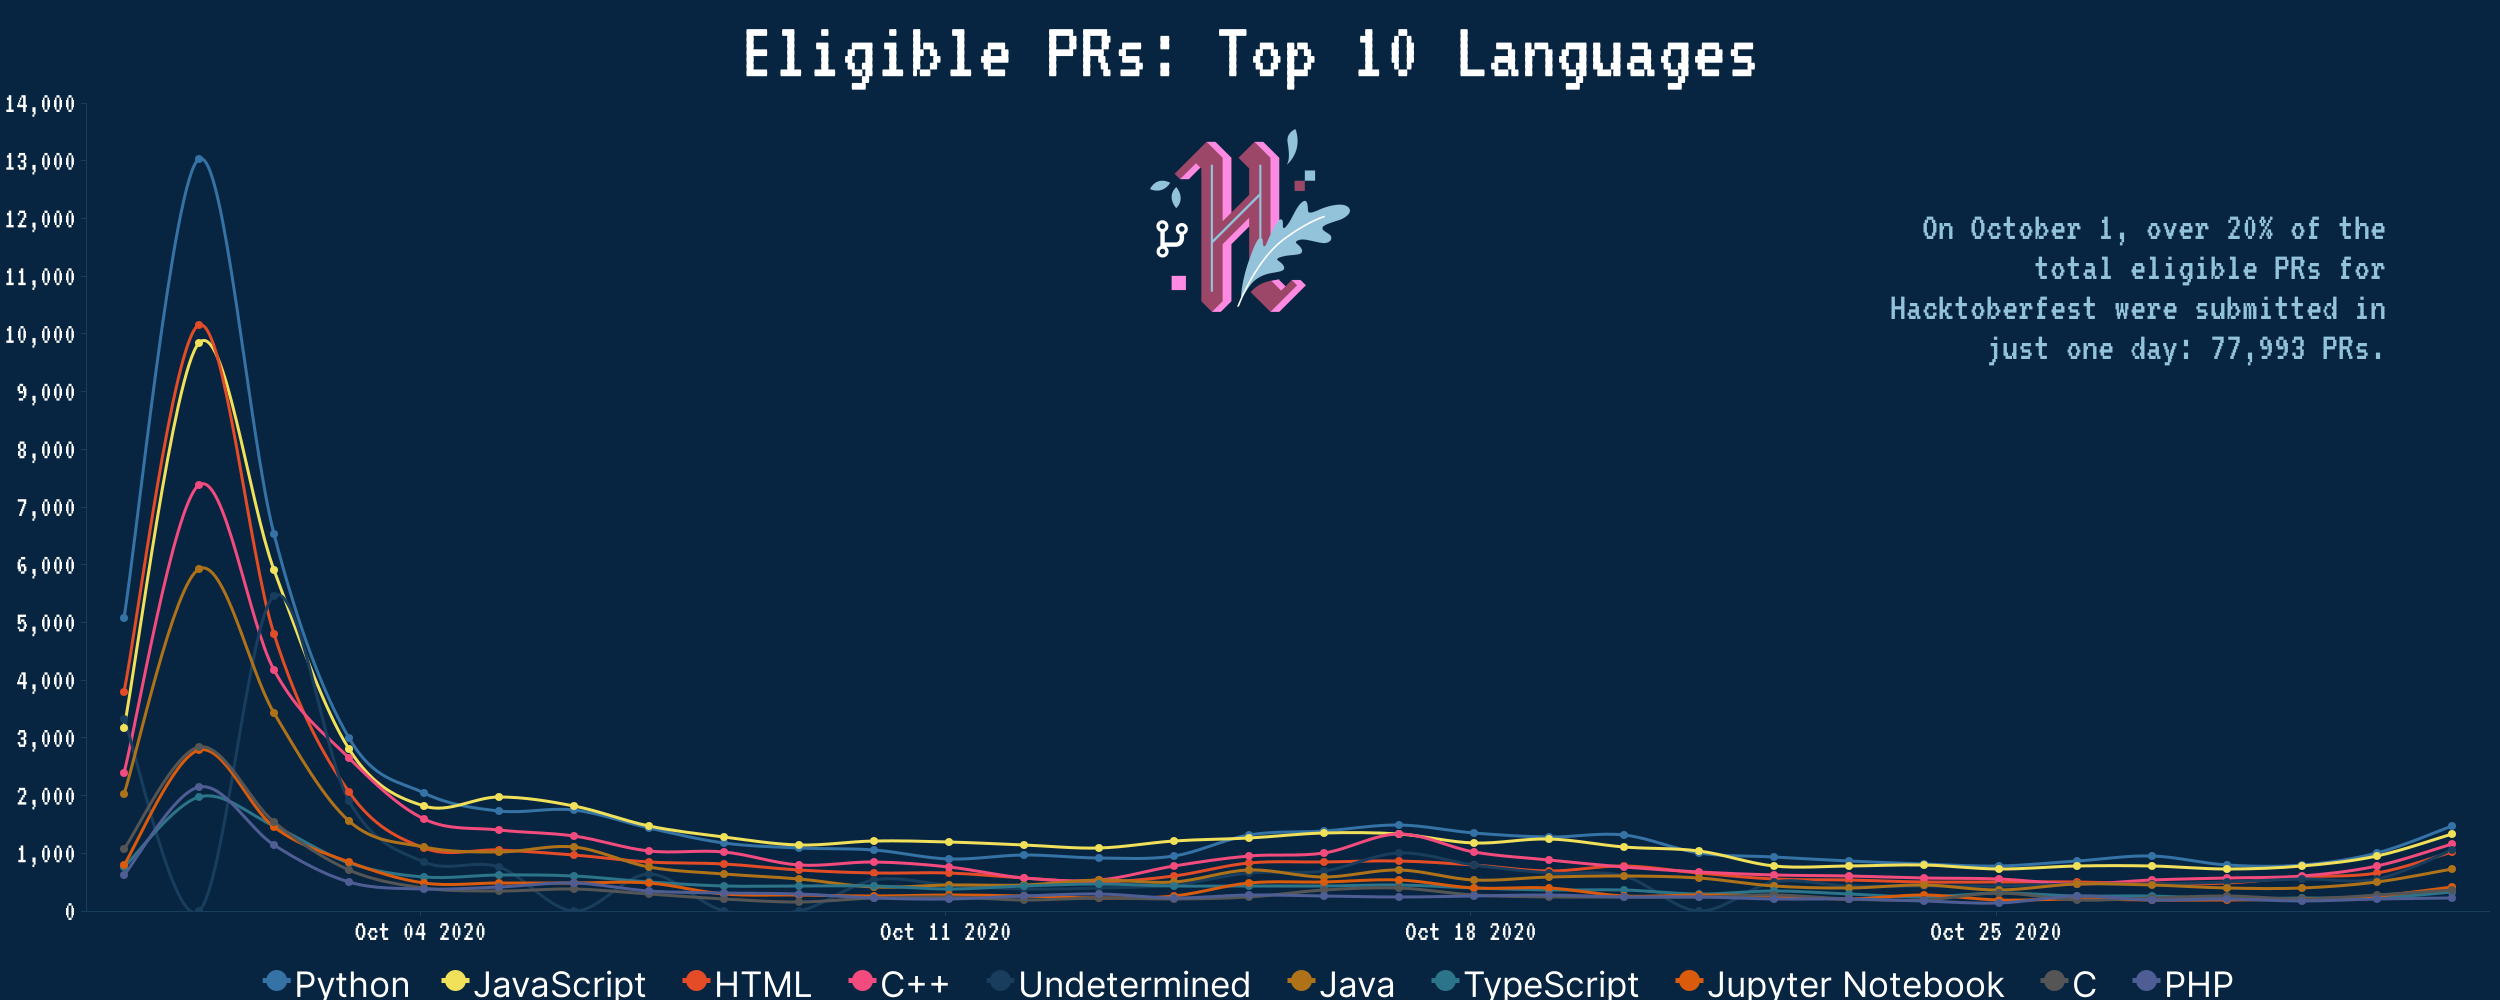 Eligible PRs: Top 10 Languages
14,000
13,000
12,000
11,000
10,000
9,000
8,000
7,000
6,000
5,000
4,000
3,000
2,000
1,000
0
On October 1, over 20% of the
total eligible PRs for
Hacktoberfest were submitted in
just one day: 77,993 PRs.
Oct 04 2020 Oct 11 2020 Oct 18 2020 Oct 25 2020
Python JavaScript HTML C++ Undetermined Java TypeScript Jupyter Notebook C PHP